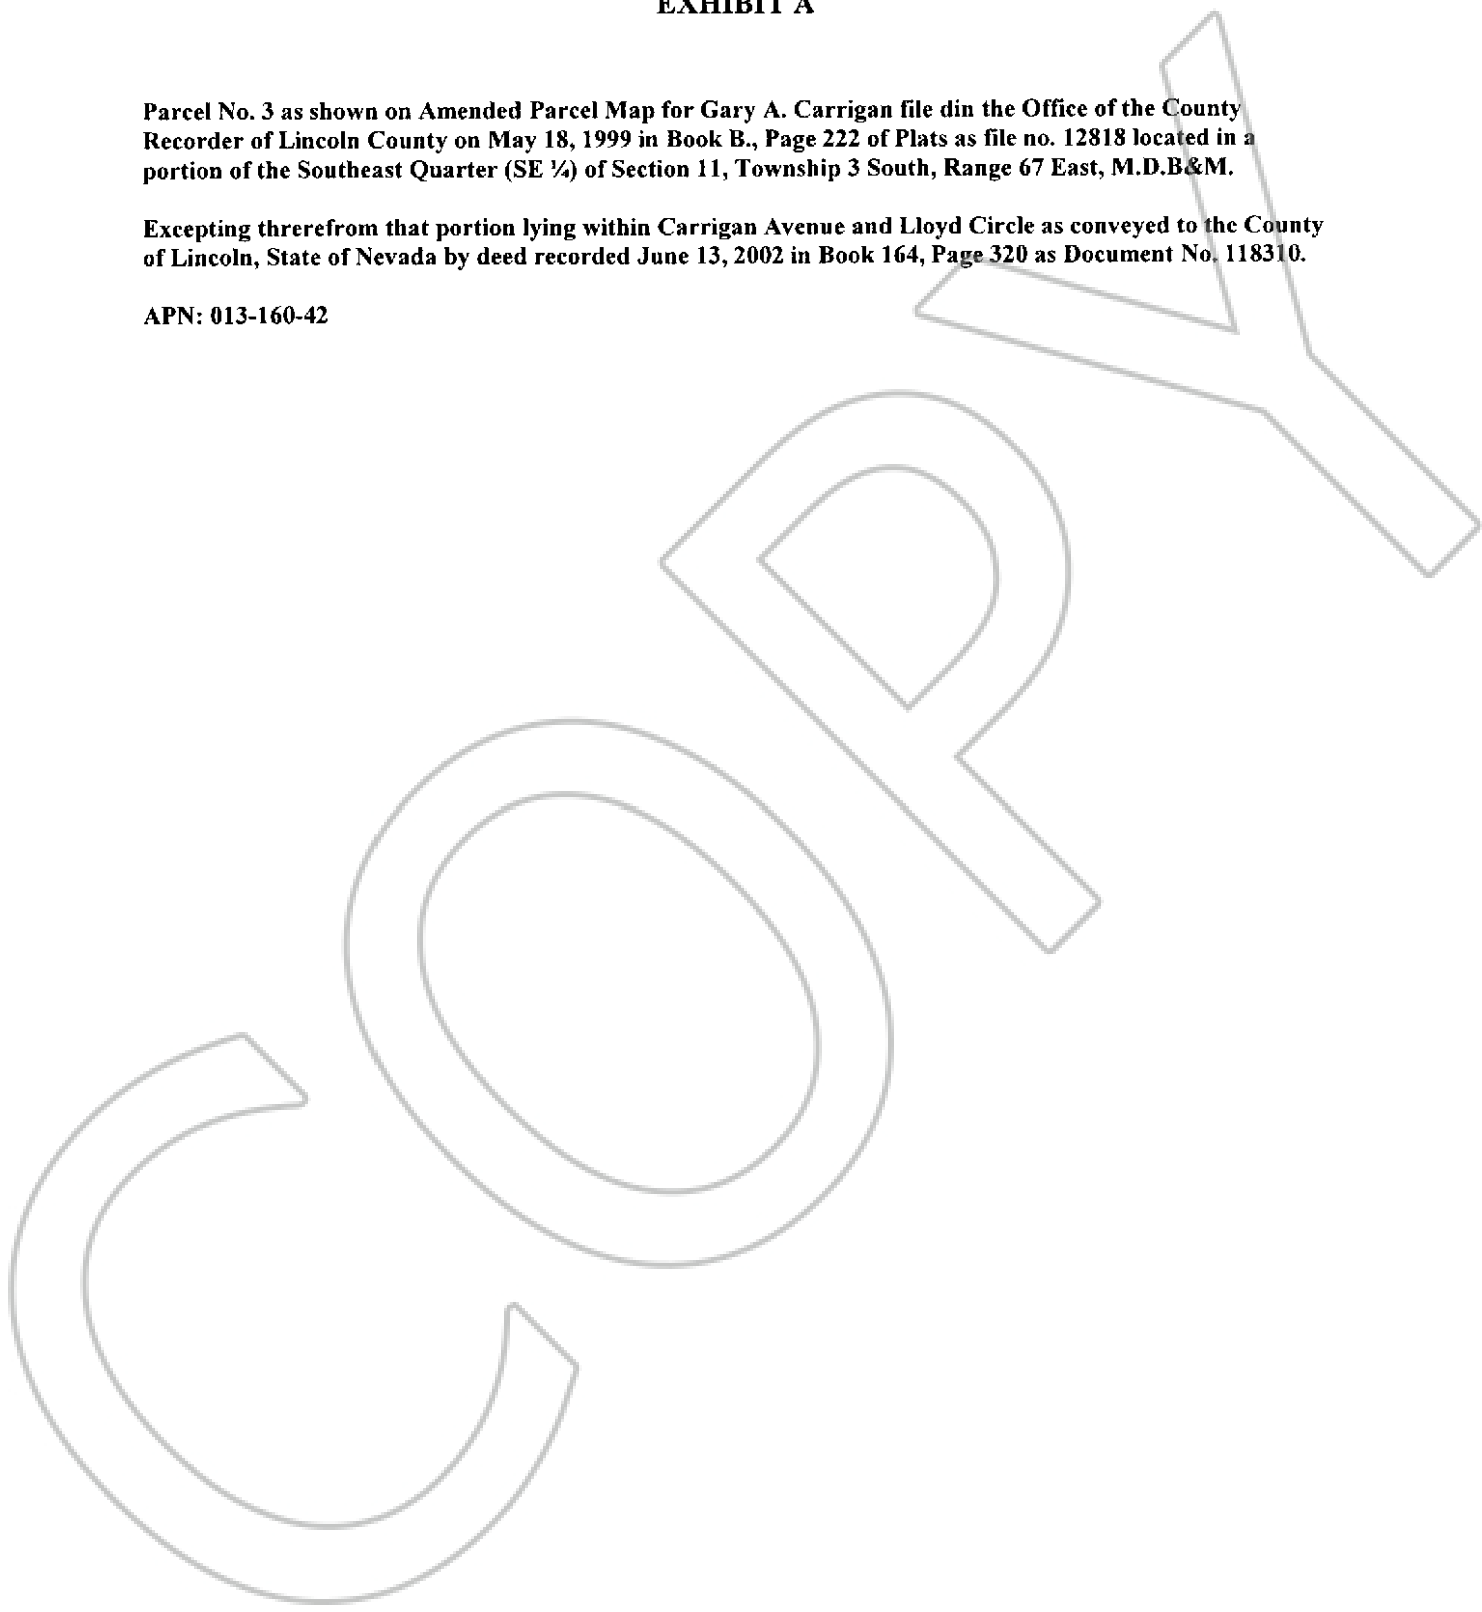 EXHIBIT A
Parcel No. 3 as shown on Amended Parcel Map for Gary A. Carrigan file din the Office of the County
Recorder of Lincoln County on May 18, 1999 in Book B., Page 222 of Plats as file no. 12818 located in a
portion of the Southeast Quarter (SE ¼) of Section 11, Township 3 South, Range 67 East, M.D.B&M.
Excepting threrefrom that portion lying within Carrigan Avenue and Lloyd Circle as conveyed to the County
of Lincoln, State of Nevada by deed recorded June 13, 2002 in Book 164, Page 320 as Document No. 118310.
APN: 013-160-42
COPY